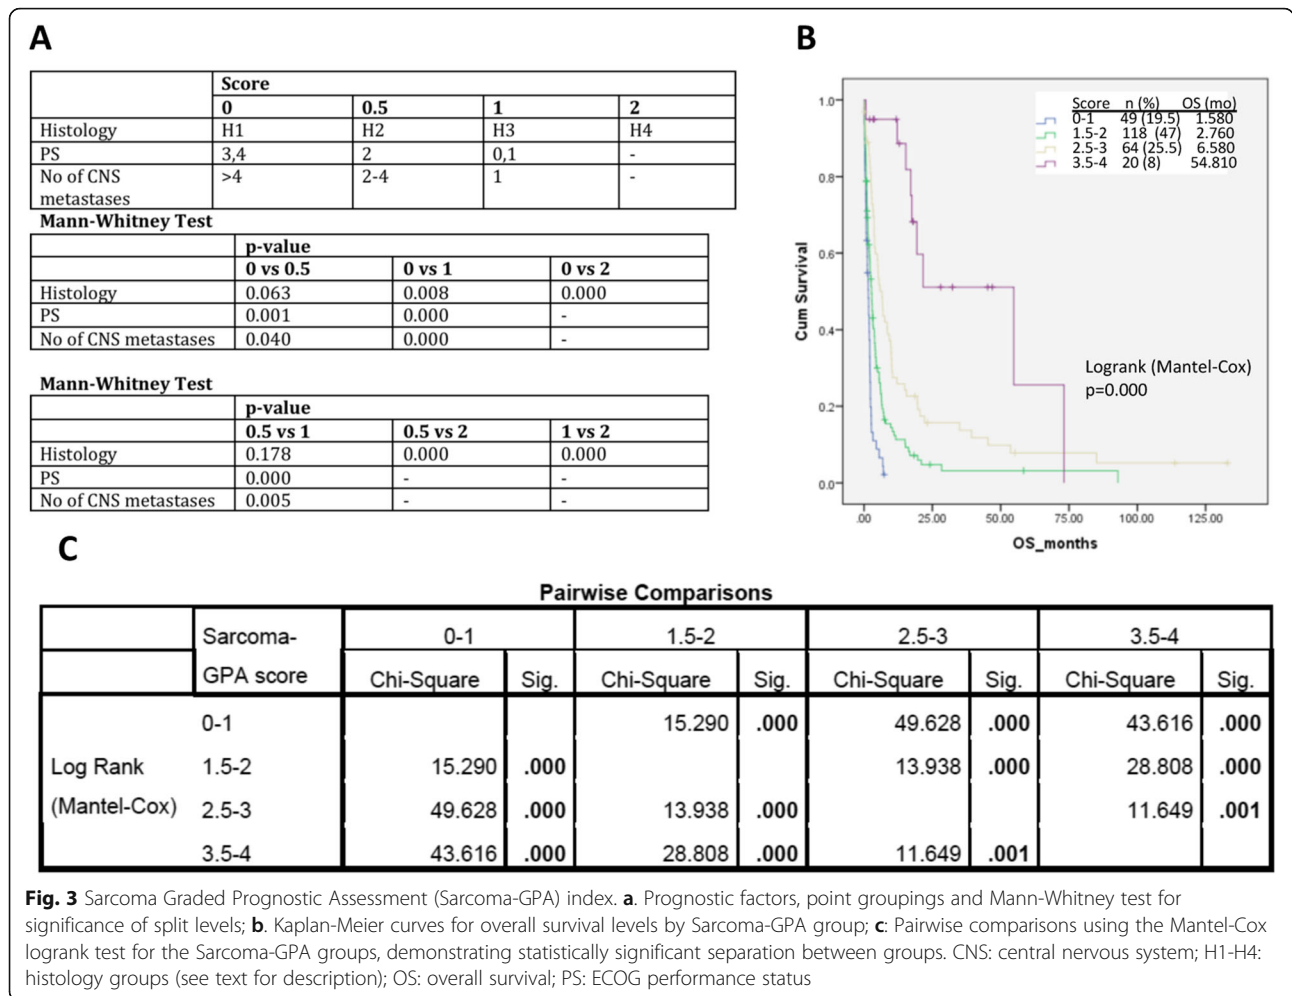 A
Score
0 0.5 1 2
Histology H1 H2 H3 H4
PS 3,4 2 0,1 -
No of CNS >4 2-4 1 -
metastases
Mann-Whitney Test
p-value
0 vs 0.5 0 vs 1 0 vs 2
Histology 0.063 0.008 0.000
PS 0.001 0.000 -
No of CNS metastases 0.040 0.000 -
Mann-Whitney Test
p-value
0.5 vs 1 0.5 vs 2 1 vs 2
Histology 0.178 0.000 0.000
PS 0.000 - -
No of CNS metastases 0.005 - -
B
Score n (%) OS (mo)
0-1 49 (19.5) 1.580
1.5-2 118 (47) 2.760
2.5-3 64 (25.5) 6.580
3.5-4 20 (8) 54.810
Cum Survival
1.0
0.8
0.6
0.4
0.2
0.0
Logrank (Mantel-Cox)
p=0.000
.00 25.00 50.00 75.00 100.00 125.00
OS_months
C
Pairwise Comparisons
Sarcoma- 0-1 1.5-2 2.5-3 3.5-4
GPA score Chi-Square Sig. Chi-Square Sig. Chi-Square Sig. Chi-Square Sig.
0-1 15.290 .000 49.628 .000 43.616 .000
Log Rank 1.5-2 15.290 .000 13.938 .000 28.808 .000
(Mantel-Cox) 2.5-3 49.628 .000 13.938 .000 11.649 .001
3.5-4 43.616 .000 28.808 .000 11.649 .001
Fig. 3 Sarcoma Graded Prognostic Assessment (Sarcoma-GPA) index. a. Prognostic factors, point groupings and Mann-Whitney test for
significance of split levels; b. Kaplan-Meier curves for overall survival levels by Sarcoma-GPA group; c: Pairwise comparisons using the Mantel-Cox
logrank test for the Sarcoma-GPA groups, demonstrating statistically significant separation between groups. CNS: central nervous system; H1-H4:
histology groups (see text for description); OS: overall survival; PS: ECOG performance status